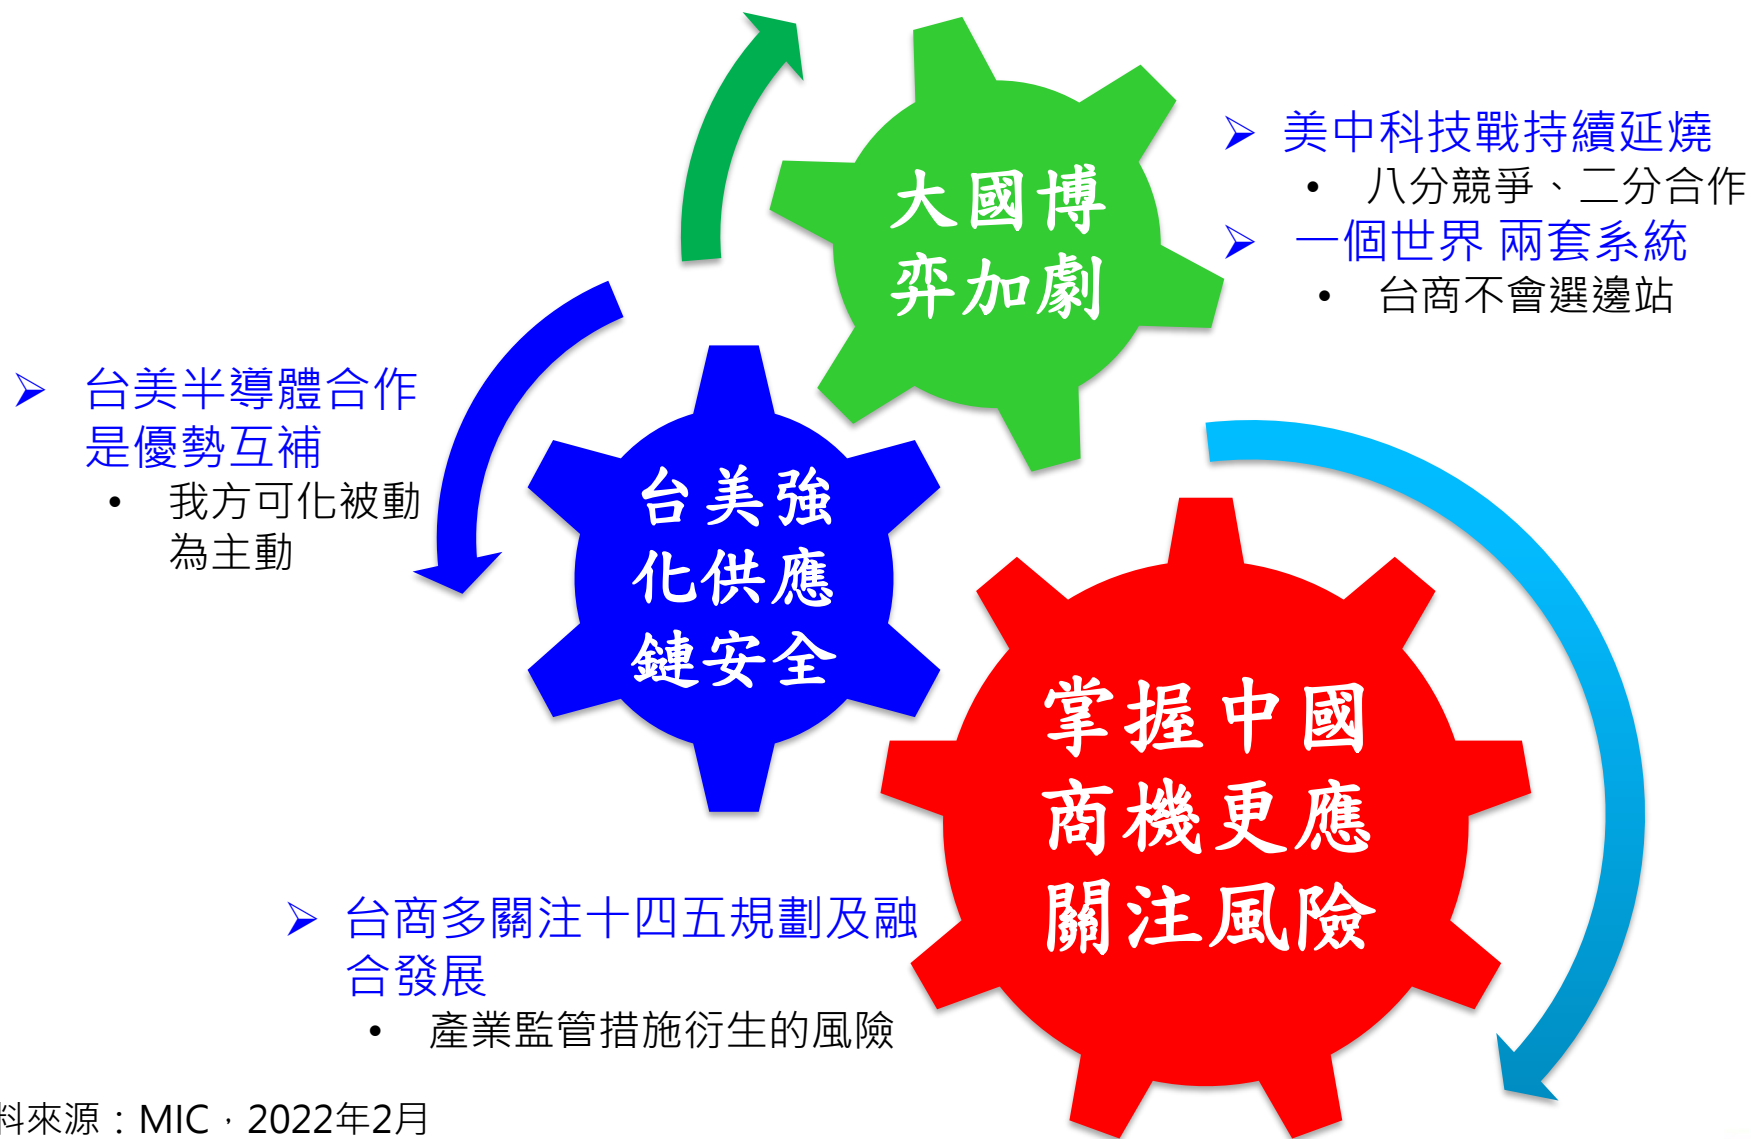 大國博
弈加劇
➢ 美中科技戰持續延燒
• 八分競爭、二分合作
➢ 一個世界 兩套系統
• 台商不會選邊站
➢ 台美半導體合作
是優勢互補
• 我方可化被動
為主動
台美強
化供應
鏈安全
掌握中國
商機更應
關注風險
➢ 台商多關注十四五規劃及融
合發展
• 產業監管措施衍生的風險
料來源：MIC，2022年2月